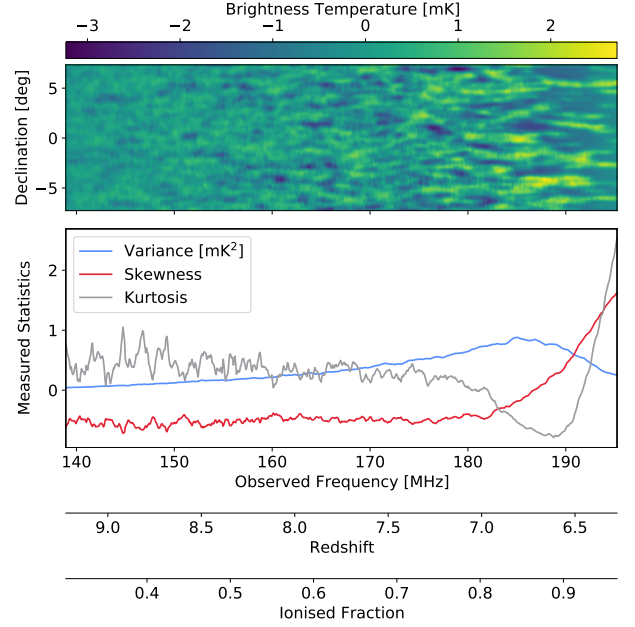 Brightness Temperature [mK]
−3 −2 −1 0 1 2
Declination [deg]
5
0
−5
Variance [mK²]
Skewness
Kurtosis
Measured Statistics
2
1
0
140 150 160 170 180 190
Observed Frequency [MHz]
9.0 8.5 8.0 7.5 7.0 6.5
Redshift
0.4 0.5 0.6 0.7 0.8 0.9
Ionised Fraction